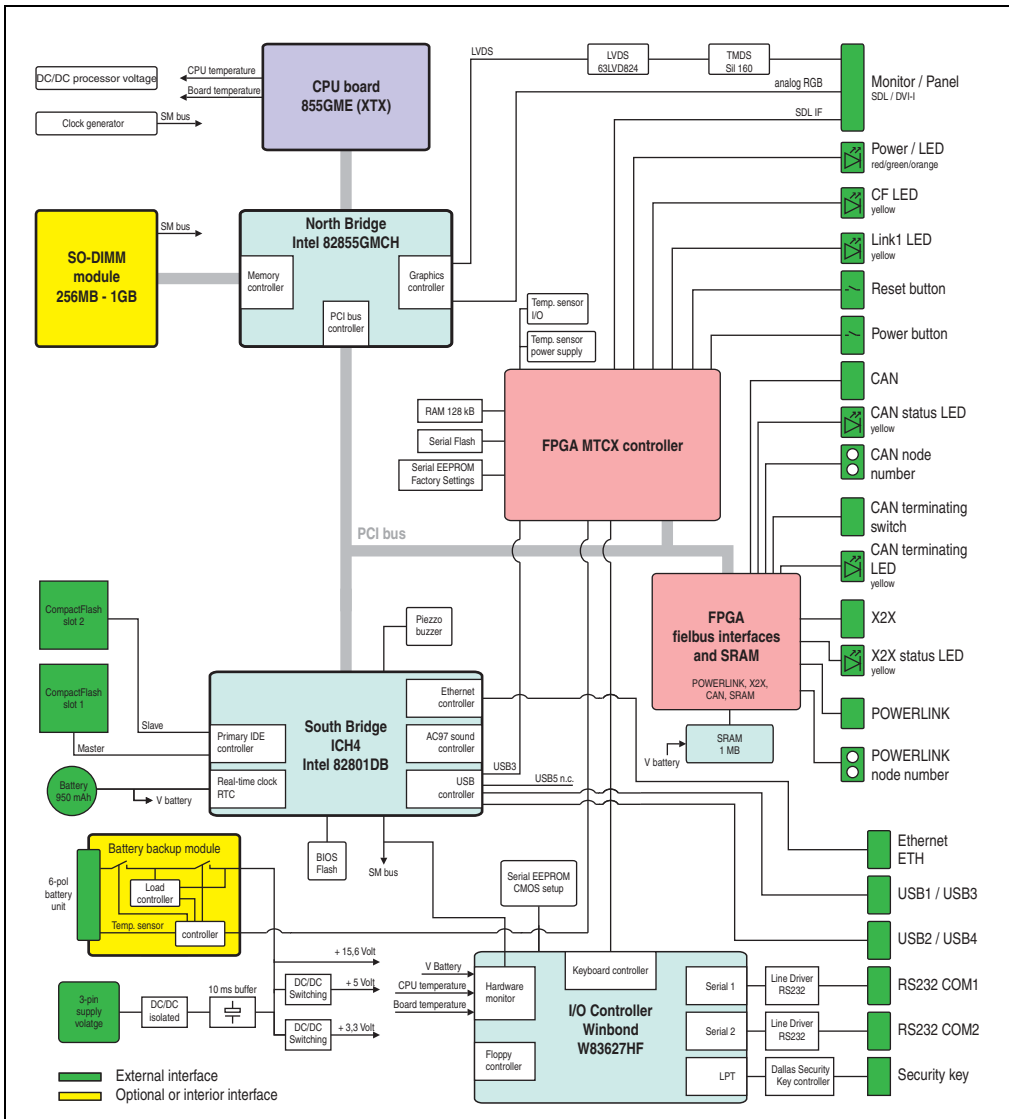 DC/DC processor voltage
CPU temperature
Board temperature
Clock generator
SM bus
CPU board
855GME (XTX)
LVDS
LVDS
63LVD824
TMDS
Sil 160
analog RGB
SDL IF
Monitor / Panel
SDL / DVI-I
Power / LED
red/green/orange
CF LED
yellow
Link1 LED
yellow
Reset button
Power button
CAN
CAN status LED
yellow
CAN node
number
CAN terminating
switch
CAN terminating
LED
yellow
X2X
X2X status LED
yellow
POWERLINK
POWERLINK
node number
Ethernet
ETH
USB1 / USB3
USB2 / USB4
RS232 COM1
RS232 COM2
Security key
SO-DIMM
module
256MB - 1GB
SM bus
North Bridge
Intel 82855GMCH
Memory
controller
Graphics
controller
PCI bus
controller
Temp. sensor
I/O
Temp. sensor
power supply
RAM 128 kB
Serial Flash
Serial EEPROM
Factory Settings
FPGA MTCX controller
PCI bus
FPGA
fielbus interfaces
and SRAM
POWERLINK, X2X,
CAN, SRAM
SRAM
1 MB
V battery
CompactFlash
slot 2
CompactFlash
slot 1
Slave
Master
Battery
950 mAh
V battery
Piezzo
buzzer
South Bridge
ICH4
Intel 82801DB
Primary IDE
controller
Real-time clock
RTC
Ethernet
controller
AC97 sound
controller
USB
controller
USB3
USB5 n.c.
BIOS
Flash
SM bus
Battery backup module
6-pol
battery
unit
Load
controller
Temp. sensor
controller
3-pin
supply
volatge
DC/DC
isolated
10 ms buffer
+ 15,6 Volt
DC/DC
Switching
+ 5 Volt
DC/DC
Switching
+ 3,3 Volt
Serial EEPROM
CMOS setup
V Battery
CPU temperature
Board temperature
Hardware
monitor
Keyboard controller
I/O Controller
Winbond
W83627HF
Floppy
controller
Serial 1
Serial 2
LPT
Line Driver
RS232
Line Driver
RS232
Dallas Security
Key controller
External interface
Optional or interior interface